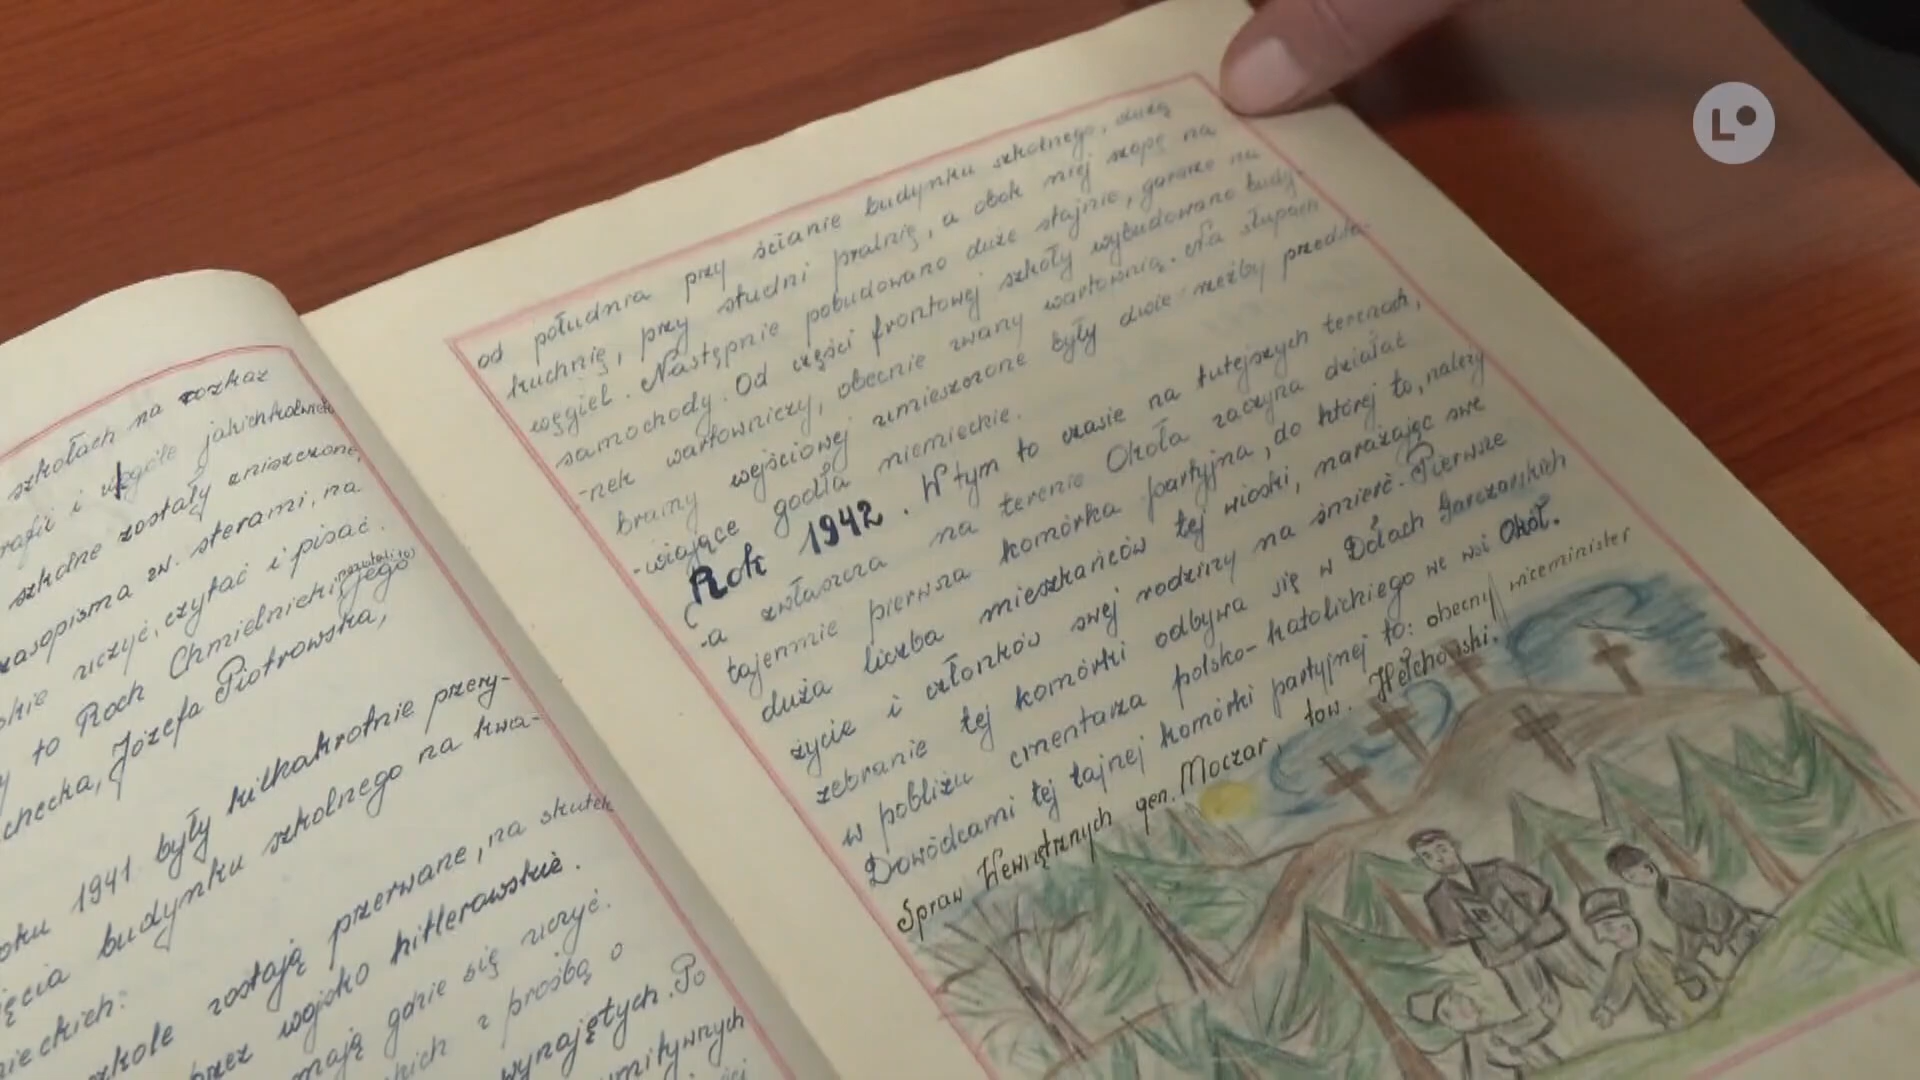 szkołach na rozkaz
i wogóle jakichkolwiek
szkolne zostały zniszczone,
czasopisma zw. sterami, na
uczyć, czytać i pisać.
to Roch Chmielnicki, jego
Józefa Piotrowska,
roku 1941 były kilkakrotnie przery-
budynku szkolnego na kwa-
zostają przerwane, na skutek
przez wojsko hitlerowskie.
mają gdzie się uczyć.
z prośbą o
wynajętych. Po
od południa przy ścianie budynku szkolnego, dużą
kuchnię, przy studni pralnię, a obok niej szopę na
węgiel. Następnie pobudowano duże stajnie, garaże na
samochody. Od części frontowej szkoły wybudowano budy-
-nek wartowniczy, obecnie zwany wartownią. Na słupach
bramy wejściowej umieszczone były dwie rzeźby przedsta-
-wiające godła niemieckie.
Rok 1942. W tym to czasie na tutejszych terenach,
-a zwłaszcza na terenie Okoła zaczyna działać
tajemnie pierwsza komórka partyjna, do której to, należy
duża liczba mieszkańców tej wioski, narażając swe
życie i członków swej rodziny na śmierć. Pierwsze
zebranie tej komórki odbywa się w Dołach Garczarskich
w pobliżu cmentarza polsko-katolickiego we wsi Okół.
Dowódcami tej tajnej komórki partyjnej to: obecny wiceminister
Spraw Wewnętrznych gen. Moczar, tow. Hełchowski.